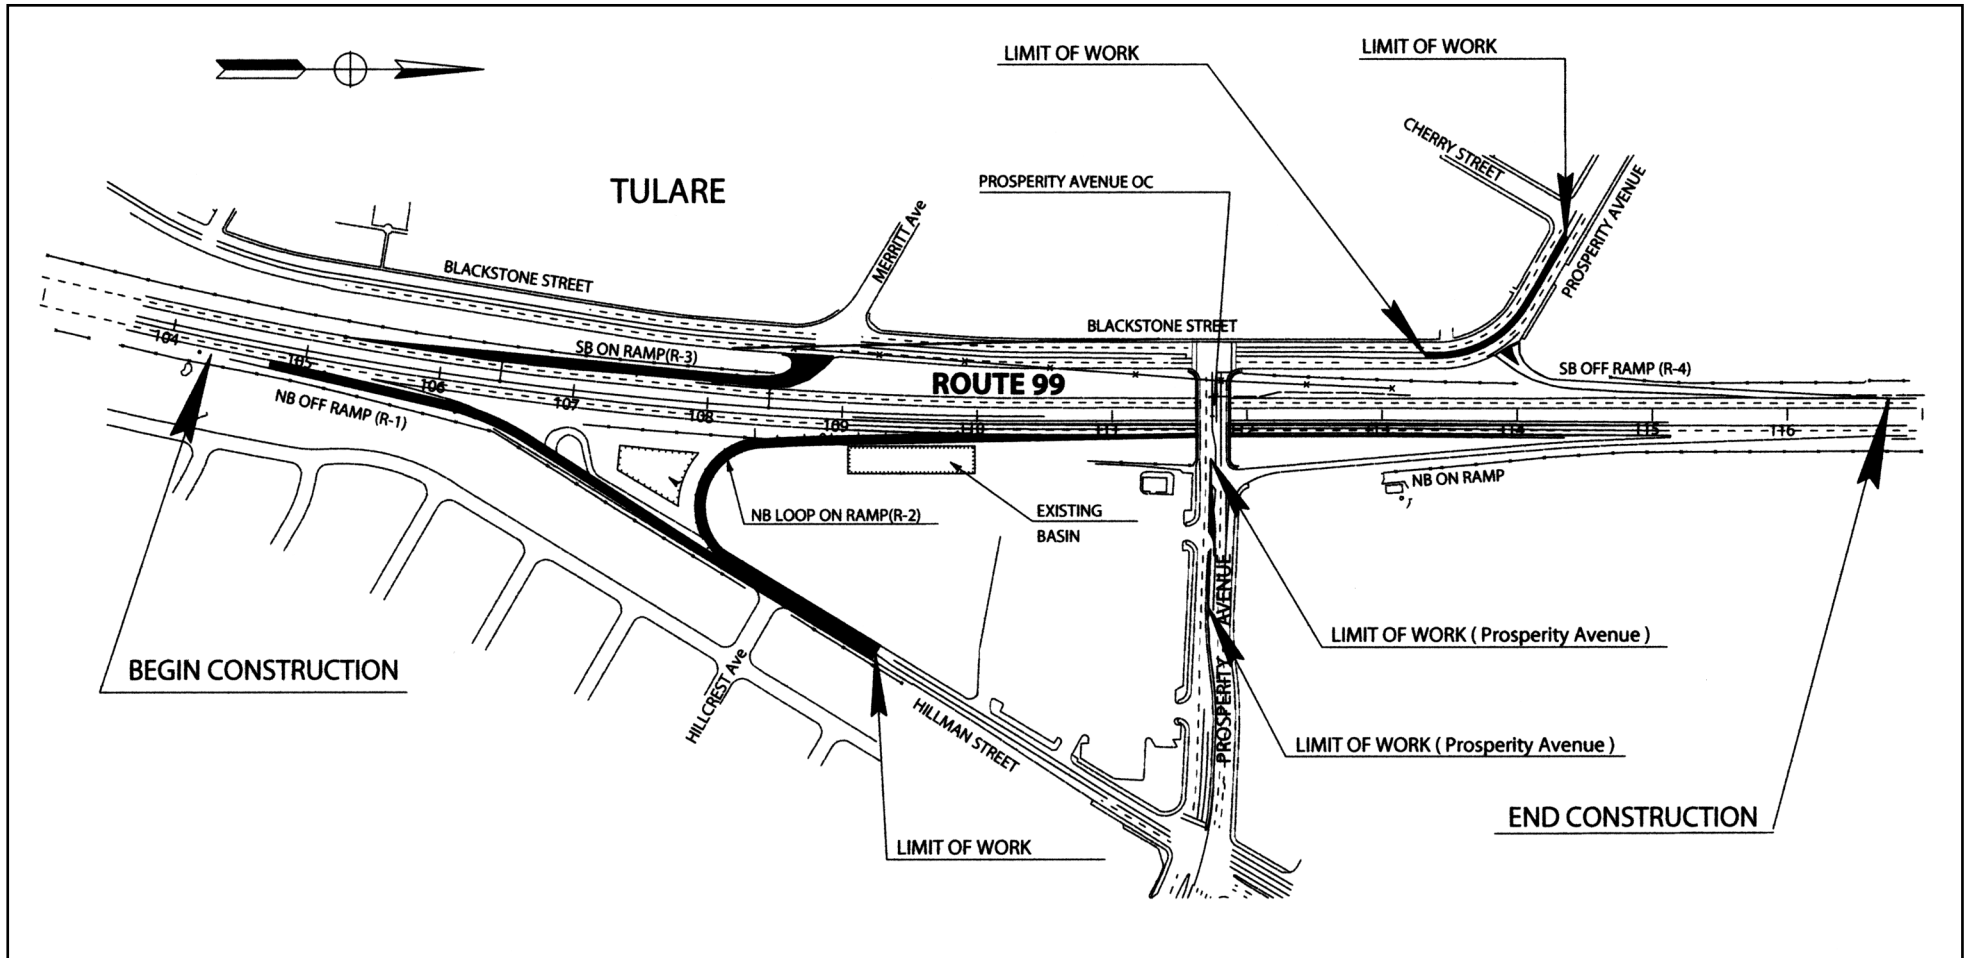 LIMIT OF WORK
LIMIT OF WORK
CHERRY STREET
TULARE
PROSPERITY AVENUE OC
PROSPERITY AVENUE
MERRITT Ave
BLACKSTONE STREET
BLACKSTONE STREET
104
105
106
107
108
109
110
111
112
113
114
115
116
SB ON RAMP(R-3)
ROUTE 99
SB OFF RAMP (R-4)
NB OFF RAMP (R-1)
NB ON RAMP
NB LOOP ON RAMP(R-2)
EXISTING
BASIN
PROSPERITY AVENUE
LIMIT OF WORK ( Prosperity Avenue )
BEGIN CONSTRUCTION
HILLCREST Ave
HILLMAN STREET
LIMIT OF WORK ( Prosperity Avenue )
END CONSTRUCTION
LIMIT OF WORK